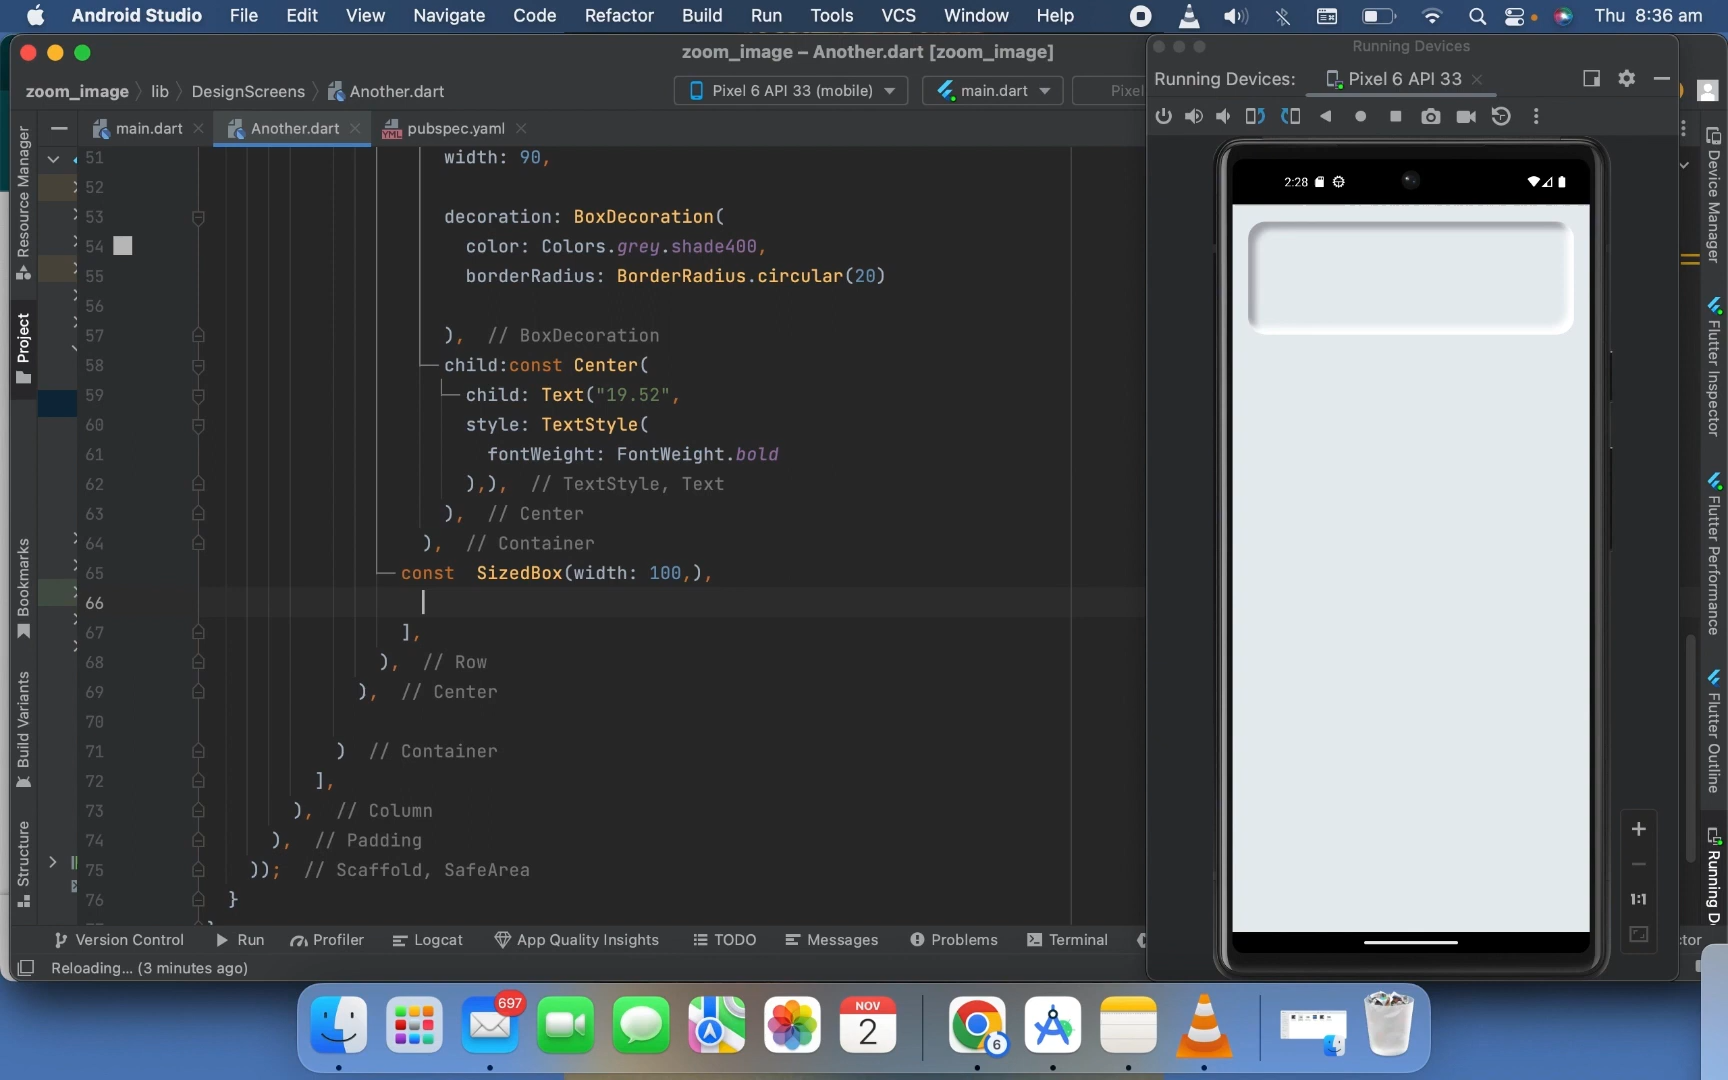 Android Studio File Edit View Navigate Code Refactor Build Run Tools VCS Window Help Thu 8:36 am
zoom_image – Another.dart [zoom_image]
Running Devices
zoom_image lib DesignScreens Another.dart Pixel 6 API 33 (mobile) main.dart Pixel
Running Devices: Pixel 6 API 33
main.dart Another.dart pubspec.yaml
Resource Manager
Project
Bookmarks
Build Variants
Structure
51 width: 90,
52
53 decoration: BoxDecoration(
54 color: Colors.grey.shade400,
55 borderRadius: BorderRadius.circular(20)
56
57 ), // BoxDecoration
58 child:const Center(
59 child: Text("19.52",
60 style: TextStyle(
61 fontWeight: FontWeight.bold
62 ),), // TextStyle, Text
63 ), // Center
64 ), // Container
65 const SizedBox(width: 100,),
66
67 ],
68 ), // Row
69 ), // Center
70
71 ) // Container
72 ],
73 ), // Column
74 ), // Padding
75 )); // Scaffold, SafeArea
76 }
2:28
1:1
Device Manager
Flutter Inspector
Flutter Performance
Flutter Outline
Running D
Version Control Run Profiler Logcat App Quality Insights TODO Messages Problems Terminal
Reloading... (3 minutes ago)
697
NOV
2
6